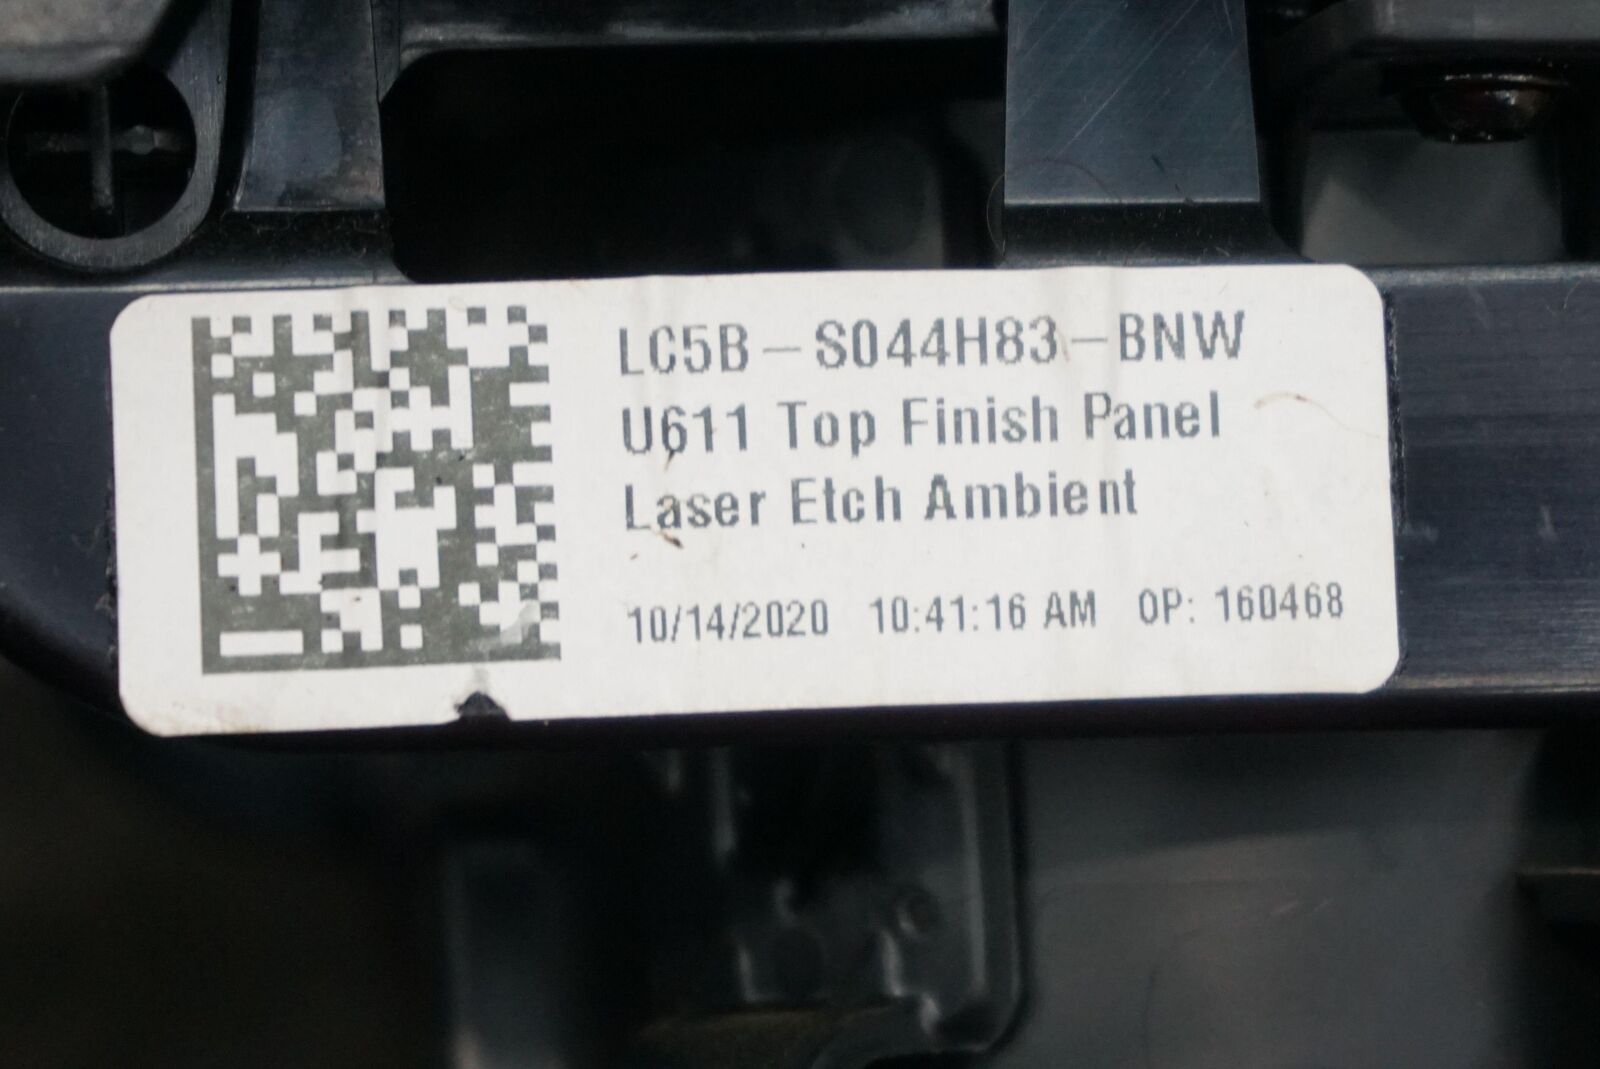 LC5B-S044H83-BNW
U611 Top Finish Panel
Laser Etch Ambient
10/14/2020 10:41:16 AM OP: 160468